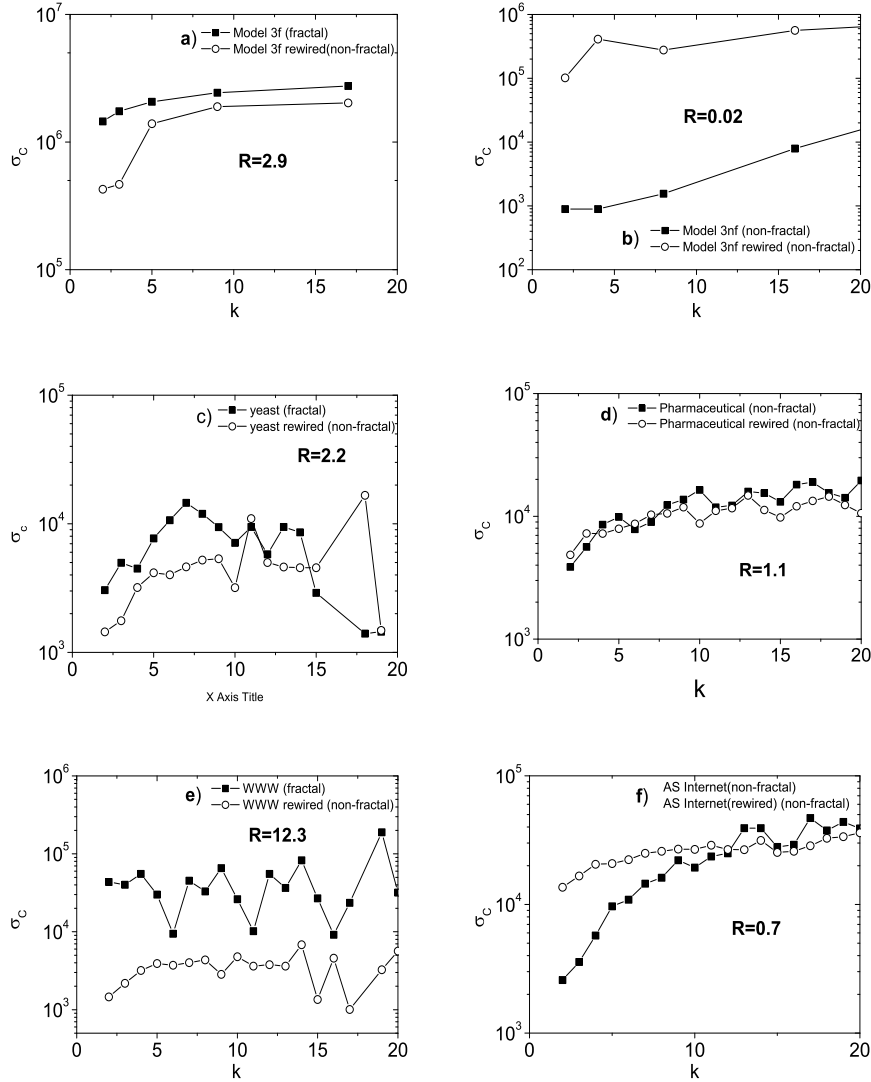 10^7
a) Model 3f (fractal)
Model 3f rewired(non-fractal)
10^6
σ_C
R=2.9
10^5
0 5 10 15 20
k
10^6
10^5
R=0.02
10^4
σ_C
10^3
b) Model 3nf (non-fractal)
Model 3nf rewired (non-fractal)
10^2
0 5 10 15 20
k
10^5
c) yeast (fractal)
yeast rewired (non-fractal)
R=2.2
10^4
σ_c
10^3
0 5 10 15 20
X Axis Title
10^5
d) Pharmaceutical (non-fractal)
Pharmaceutical rewired (non-fractal)
10^4
σ_c
R=1.1
10^3
0 5 10 15 20
k
10^6
e) WWW (fractal)
WWW rewired (non-fractal)
R=12.3
10^5
10^4
σ_C
10^3
0 5 10 15 20
k
10^5
f) AS Internet(non-fractal)
AS Internet(rewired) (non-fractal)
10^4
σ_C
R=0.7
10^3
0 5 10 15 20
k